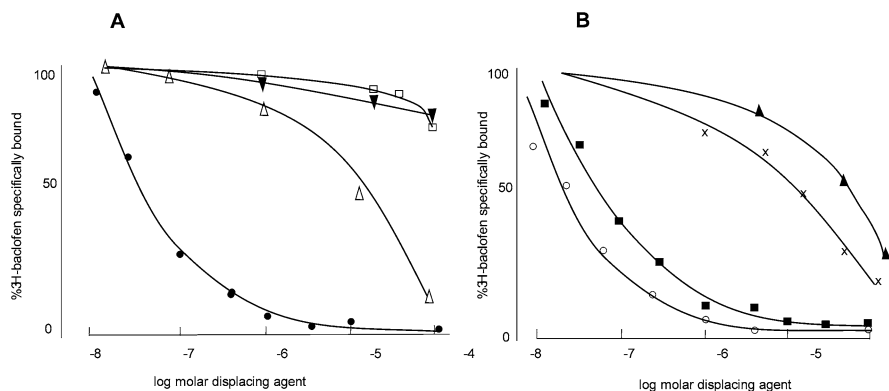 A
B
100
50
0
%3H-baclofen specifically bound
-8 -7 -6 -5 -4
log molar displacing agent
100
50
0
%3H-baclofen specifically bound
-8 -7 -6 -5
log molar displacing agent